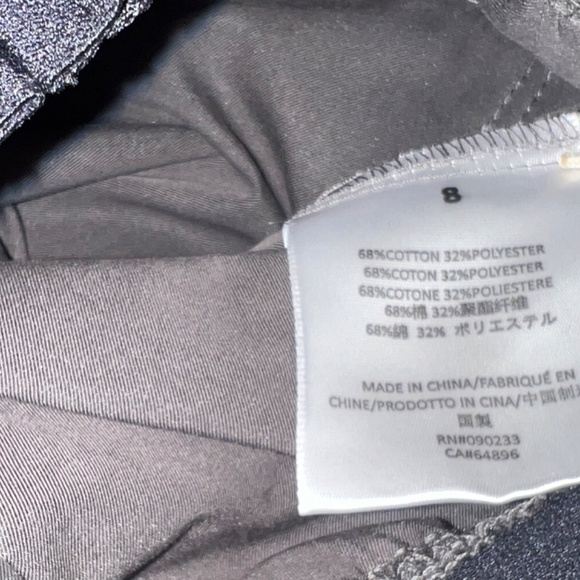 8
68%COTTON 32%POLYESTER
68%COTON 32%POLYESTER
68%COTONE 32%POLIESTERE
68%棉 32%聚酯纤维
68%綿 32% ポリエステル
MADE IN CHINA/FABRIQUÉ EN
CHINE/PRODOTTO IN CINA/中国制造
国製
RN#090233
CA#64896